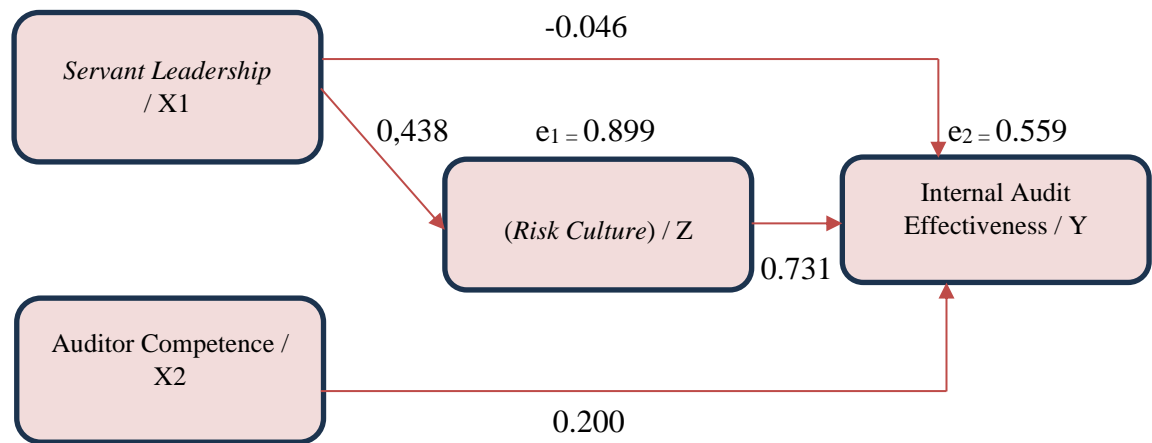 -0.046
Servant Leadership
/ X1
0,438
e1 = 0.899
e2 = 0.559
(Risk Culture) / Z
Internal Audit
Effectiveness / Y
0.731
Auditor Competence /
X2
0.200